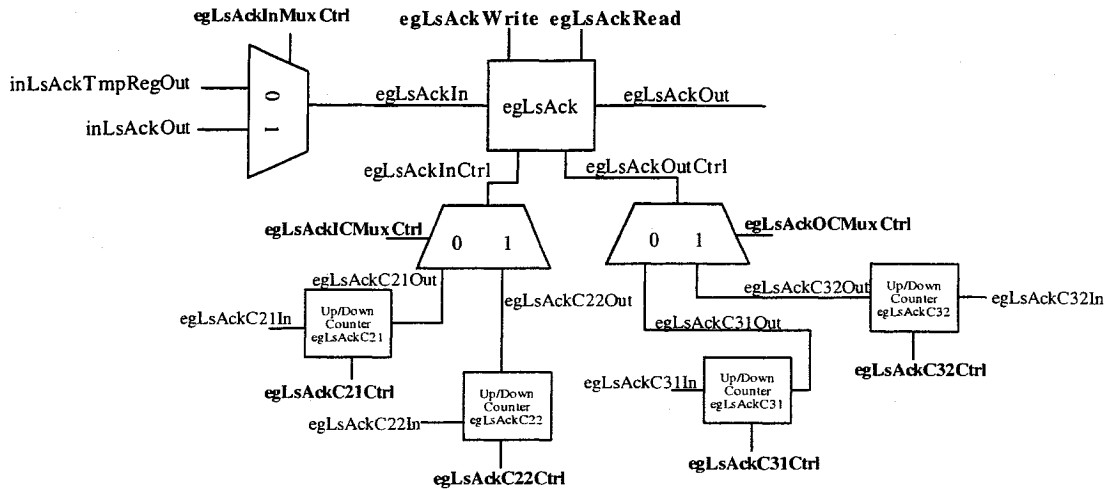 egLsAckWrite egLsAckRead
egLsAckInMuxCtrl
inLsAckTmpRegOut
0
egLsAckIn
egLsAck
egLsAckOut
inLsAckOut
1
egLsAckInCtrl
egLsAckOutCtrl
egLsAckICMuxCtrl
0 1
0 1
egLsAckOCMuxCtrl
egLsAckC21Out
egLsAckC22Out
egLsAckC32Out
Up/Down
Counter
egLsAckC32
egLsAckC32In
egLsAckC21In
Up/Down
Counter
egLsAckC21
egLsAckC31Out
egLsAckC32Ctrl
egLsAckC21Ctrl
egLsAckC31In
Up/Down
Counter
egLsAckC31
egLsAckC22In
Up/Down
Counter
egLsAckC22
egLsAckC31Ctrl
egLsAckC22Ctrl